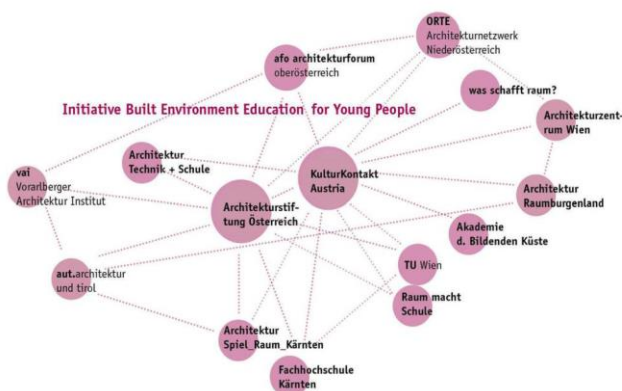 ORTE
Architekturnetzwerk
Niederösterreich
afo architekturforum
oberösterreich
was schafft raum?
Initiative Built Environment Education for Young People
Architekturzen-
trum Wien
Architektur
Technik + Schule
KulturKontakt
Austria
vai
Vorarlberger
Architektur Institut
Architektur
Raumburgenland
Architekturstif-
tung Österreich
Akademie
d. Bildenden Küste
TU Wien
aut.architektur
und tirol
Raum macht
Schule
Architektur
Spiel_Raum_Kärnten
Fachhochschule
Kärnten